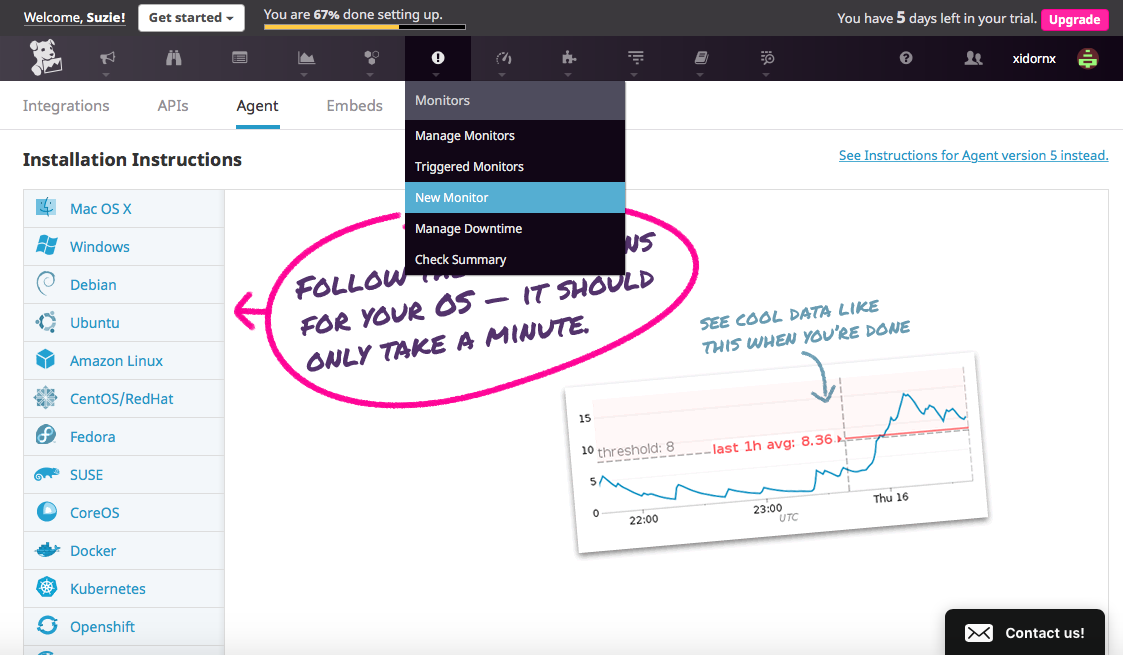 Welcome, Suzie!
Get started
You are 67% done setting up.
You have 5 days left in your trial.
Upgrade
xidornx
Integrations
APIs
Agent
Embeds
Monitors
Manage Monitors
Triggered Monitors
New Monitor
Manage Downtime
Check Summary
Installation Instructions
See Instructions for Agent version 5 instead.
Mac OS X
Windows
Debian
Ubuntu
Amazon Linux
CentOS/RedHat
Fedora
SUSE
CoreOS
Docker
Kubernetes
Openshift
FOLLOW
FOR YOUR OS — IT SHOULD
ONLY TAKE A MINUTE.
SEE COOL DATA LIKE
THIS WHEN YOU'RE DONE
15
10
5
0
threshold: 8
last 1h avg: 8.36
22:00
23:00
Thu 16
UTC
Contact us!